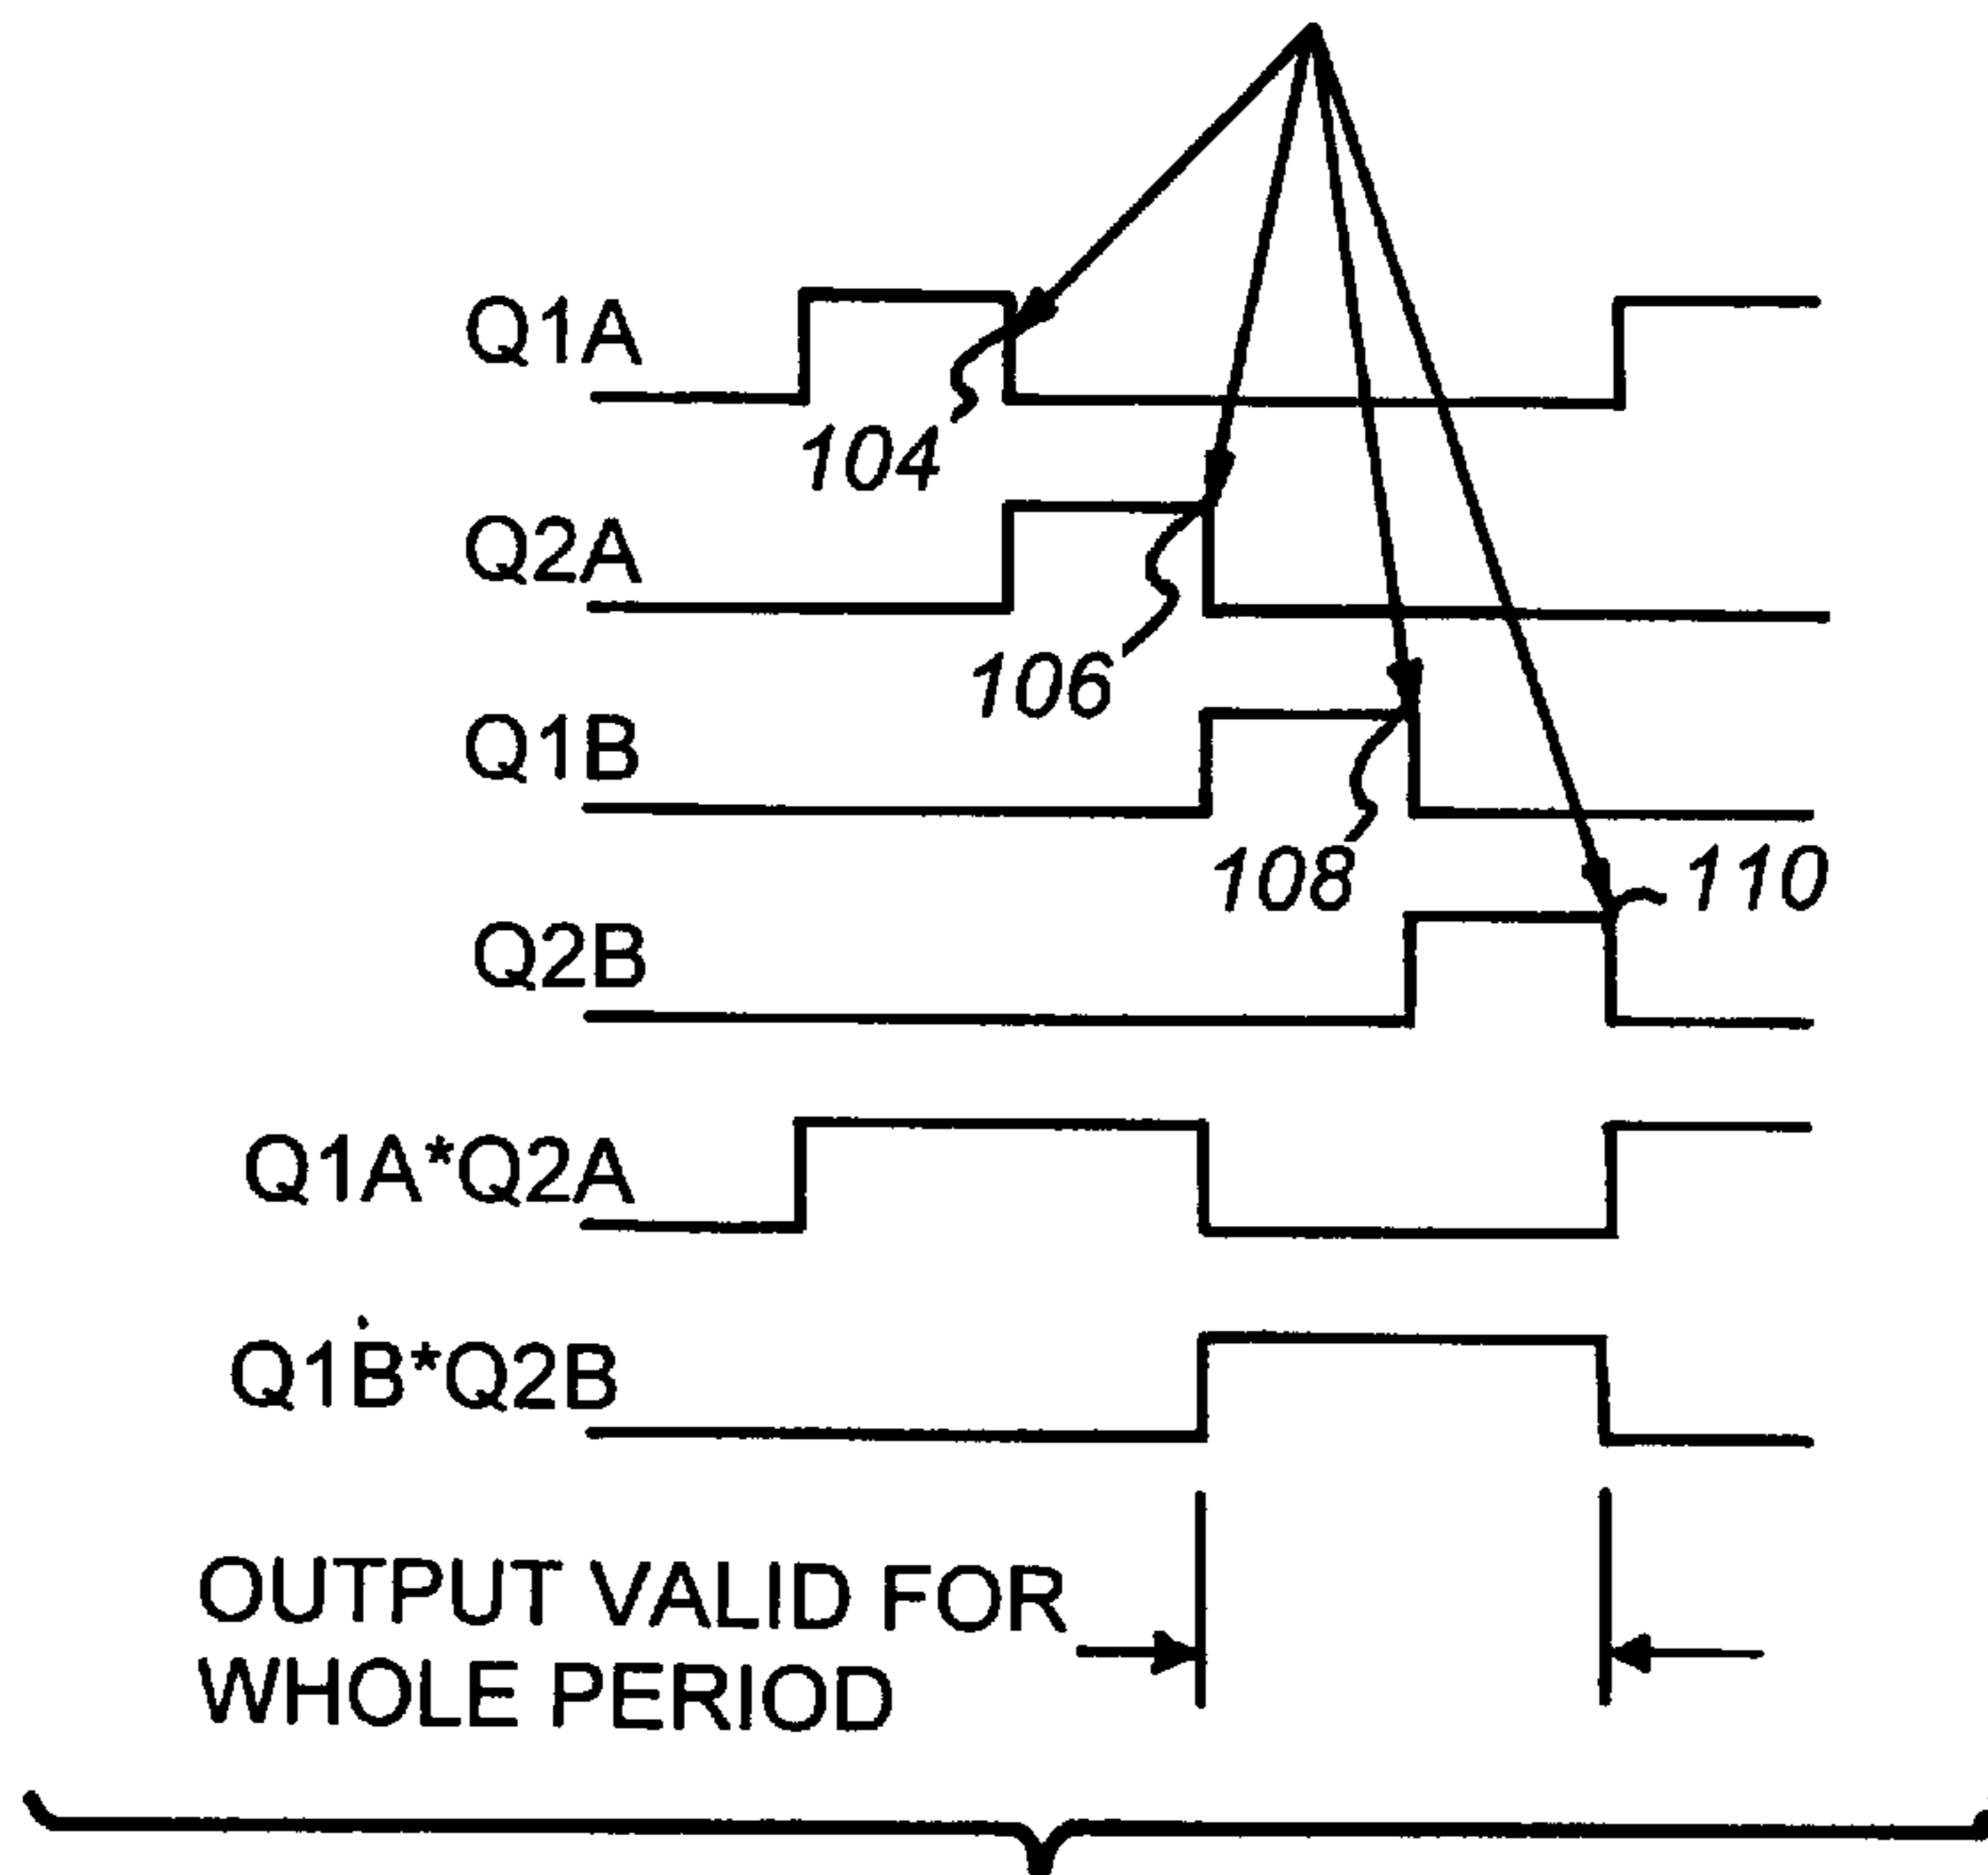 Q1A
104
Q2A
106
Q1B
108
110
Q2B
Q1A*Q2A
Q1B*Q2B
OUTPUT VALID FOR
WHOLE PERIOD